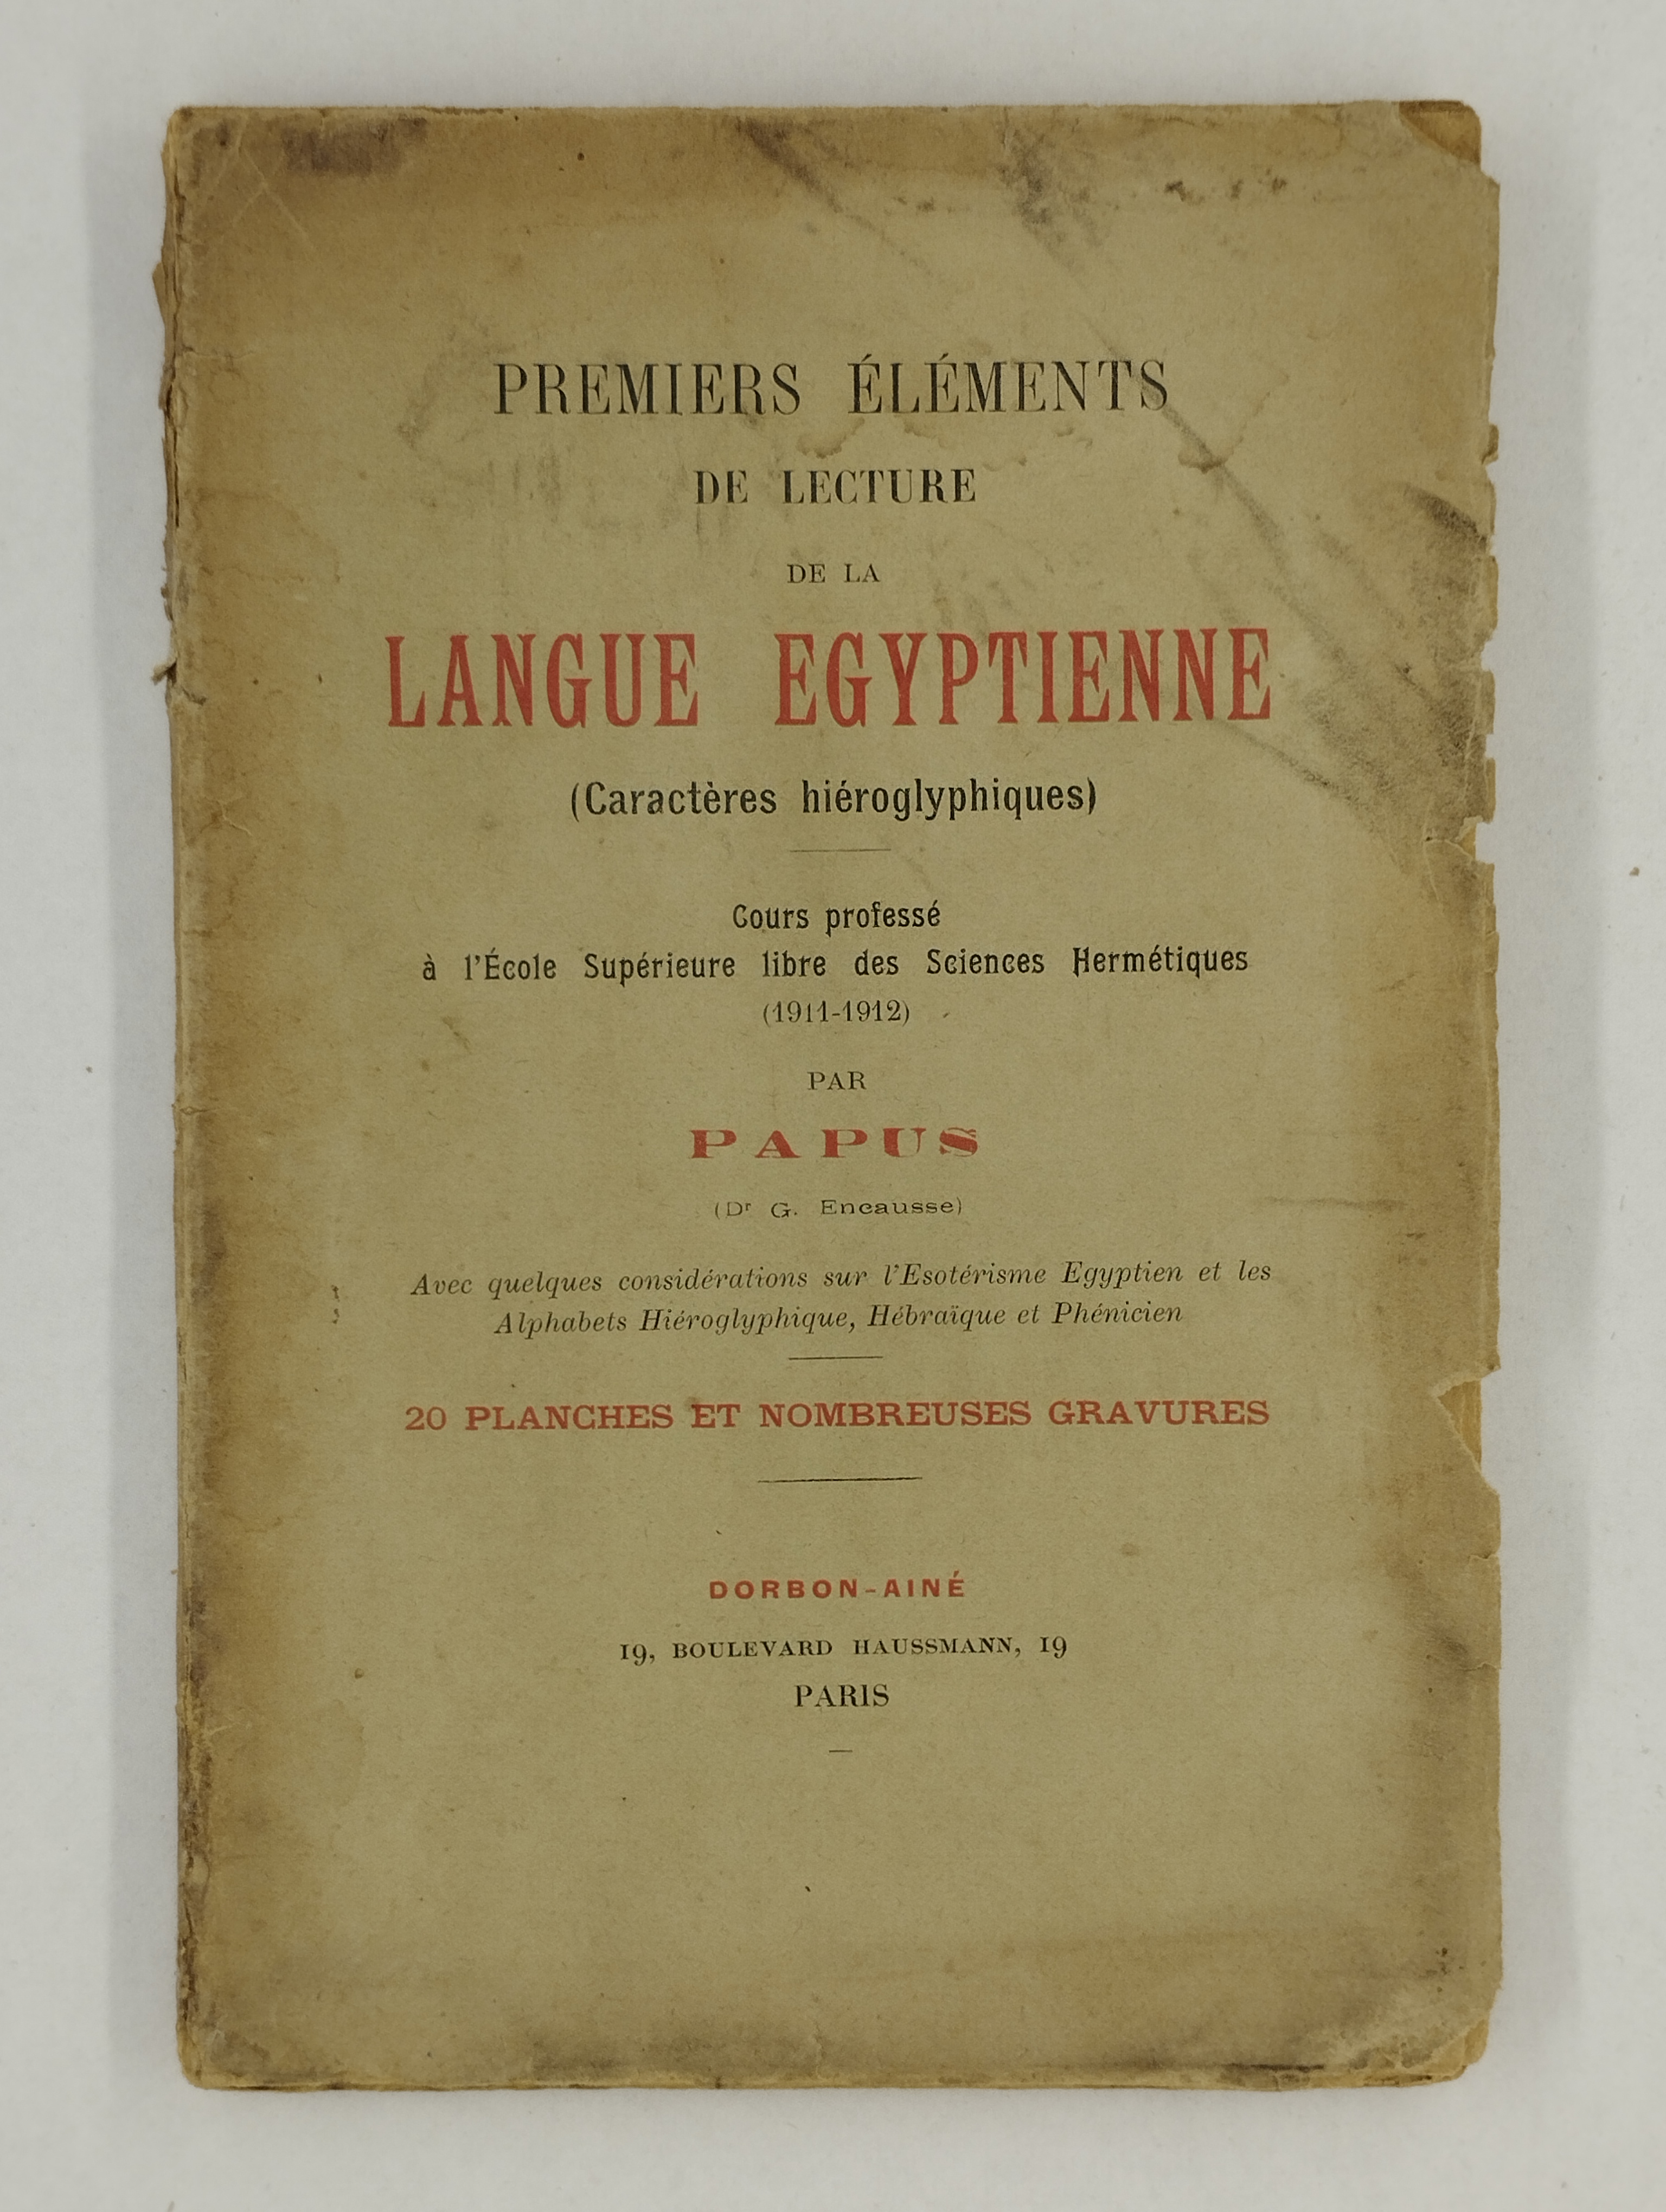 PREMIERS ÉLÉMENTS
DE LECTURE
DE LA
LANGUE EGYPTIENNE
(Caractères hiéroglyphiques)
Cours professé
à l'École Supérieure libre des Sciences Hermétiques
(1911-1912)
PAR
PAPUS
(Dr G. Encausse)
Avec quelques considérations sur l'Esotérisme Egyptien et les
Alphabets Hiéroglyphique, Hébraïque et Phénicien
20 PLANCHES ET NOMBREUSES GRAVURES
DORBON-AINÉ
19, BOULEVARD HAUSSMANN, 19
PARIS